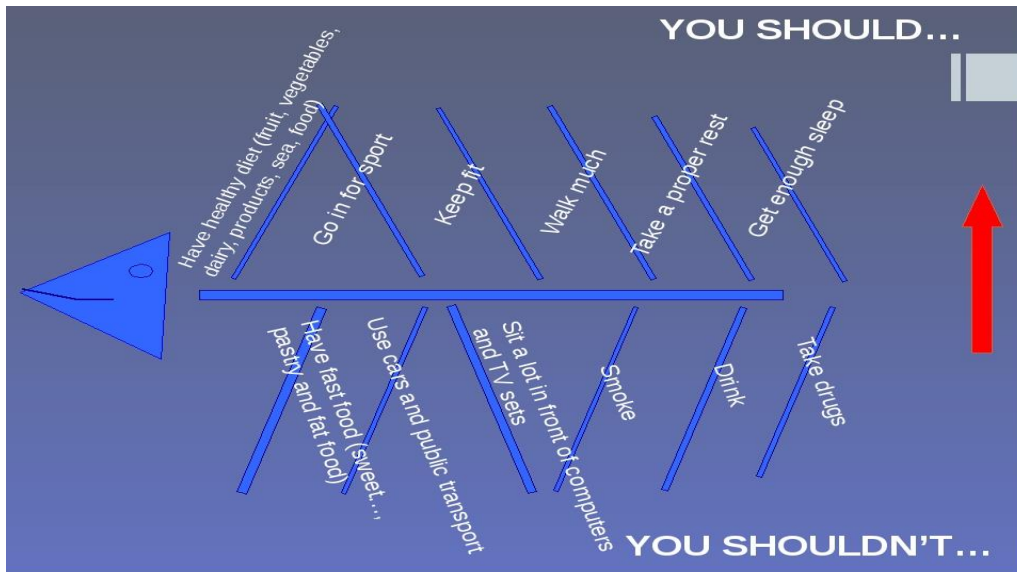 YOU SHOULD...
Have healthy diet (fruit, vegetables,
dairy, products, sea, food)
Go in for sport
Keep fit
Walk much
Take a proper rest
Get enough sleep
Have fast food (sweet...,
pastry and fat food)
Use cars and public transport
Sit a lot in front of computers
and TV sets
Smoke
Drink
Take drugs
YOU SHOULDN'T...